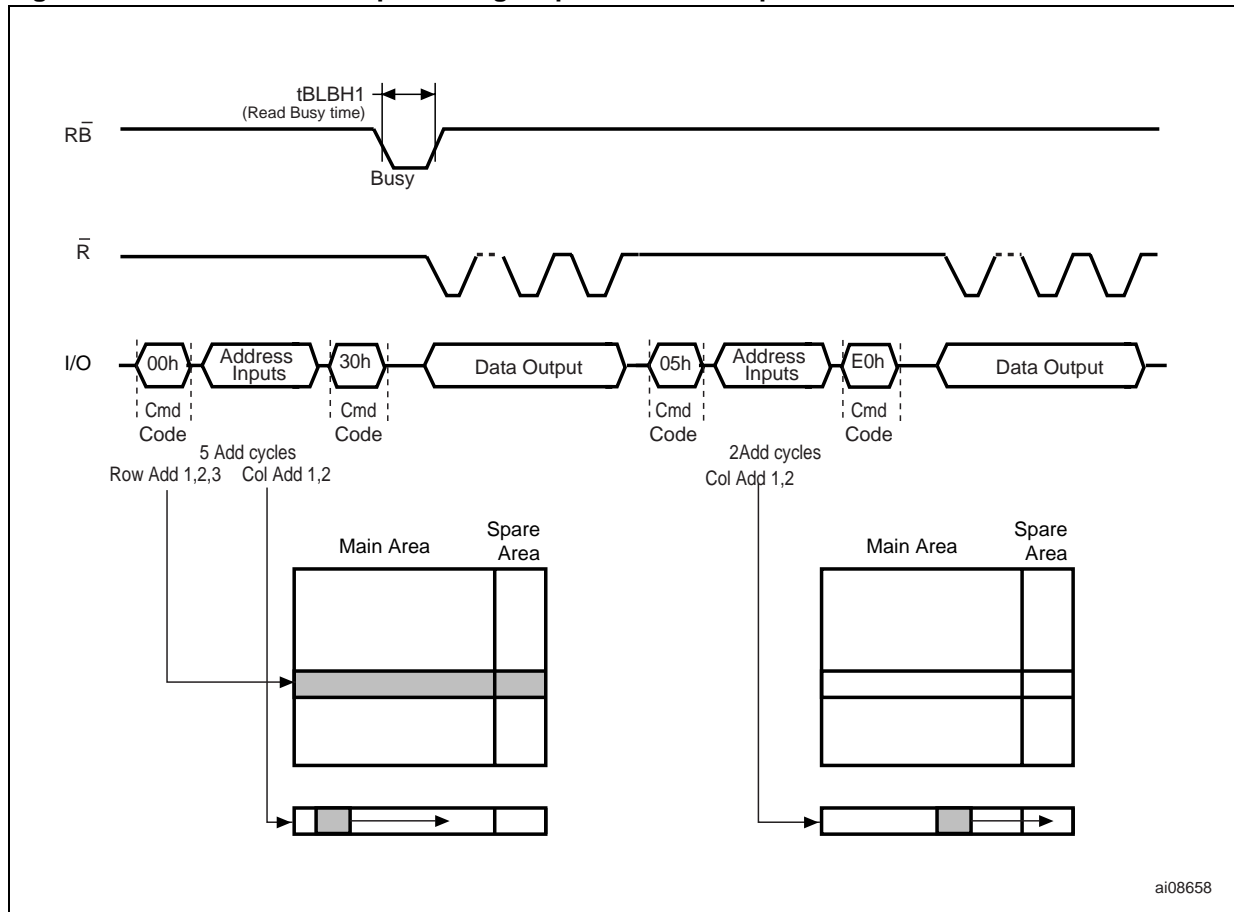 tBLBH1
(Read Busy time)
RB̅
Busy
R̅
I/O
00h
Address
Inputs
30h
Data Output
05h
Address
Inputs
E0h
Data Output
Cmd
Code
Cmd
Code
Cmd
Code
Cmd
Code
5 Add cycles
Row Add 1,2,3
Col Add 1,2
2Add cycles
Col Add 1,2
Main Area
Spare
Area
Main Area
Spare
Area
ai08658